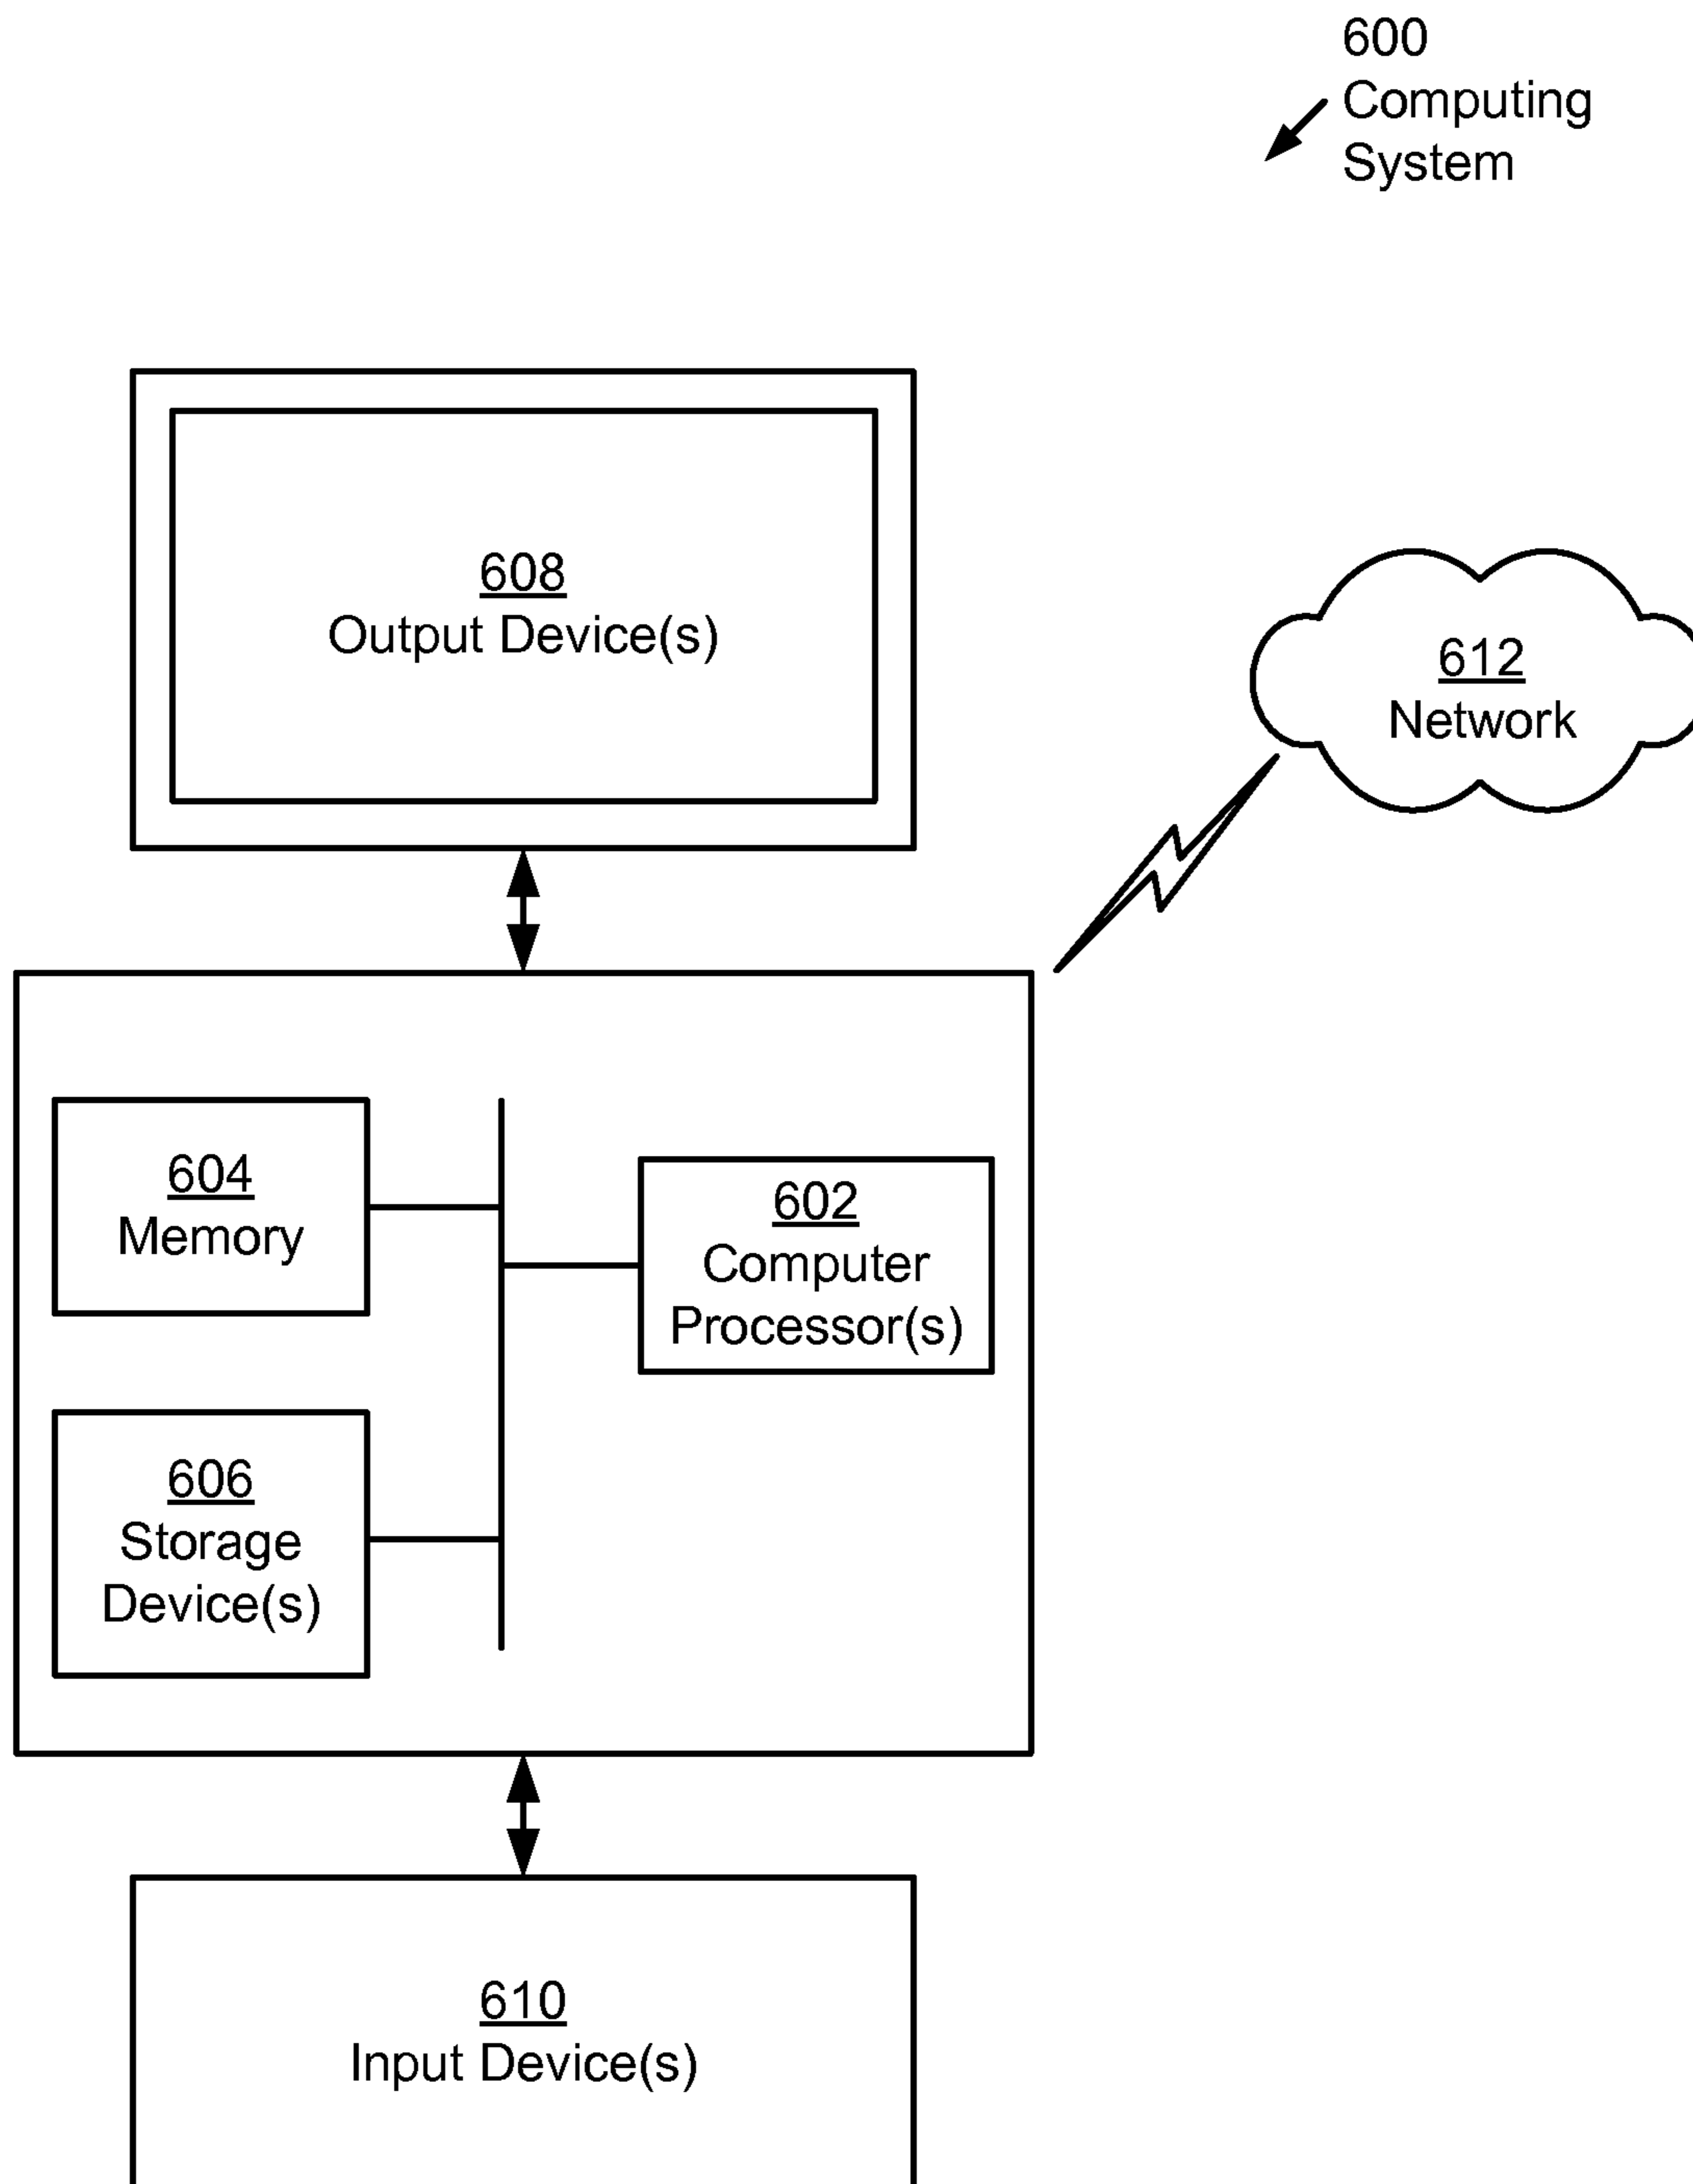 600
Computing
System
608
Output Device(s)
612
Network
604
Memory
602
Computer
Processor(s)
606
Storage
Device(s)
610
Input Device(s)